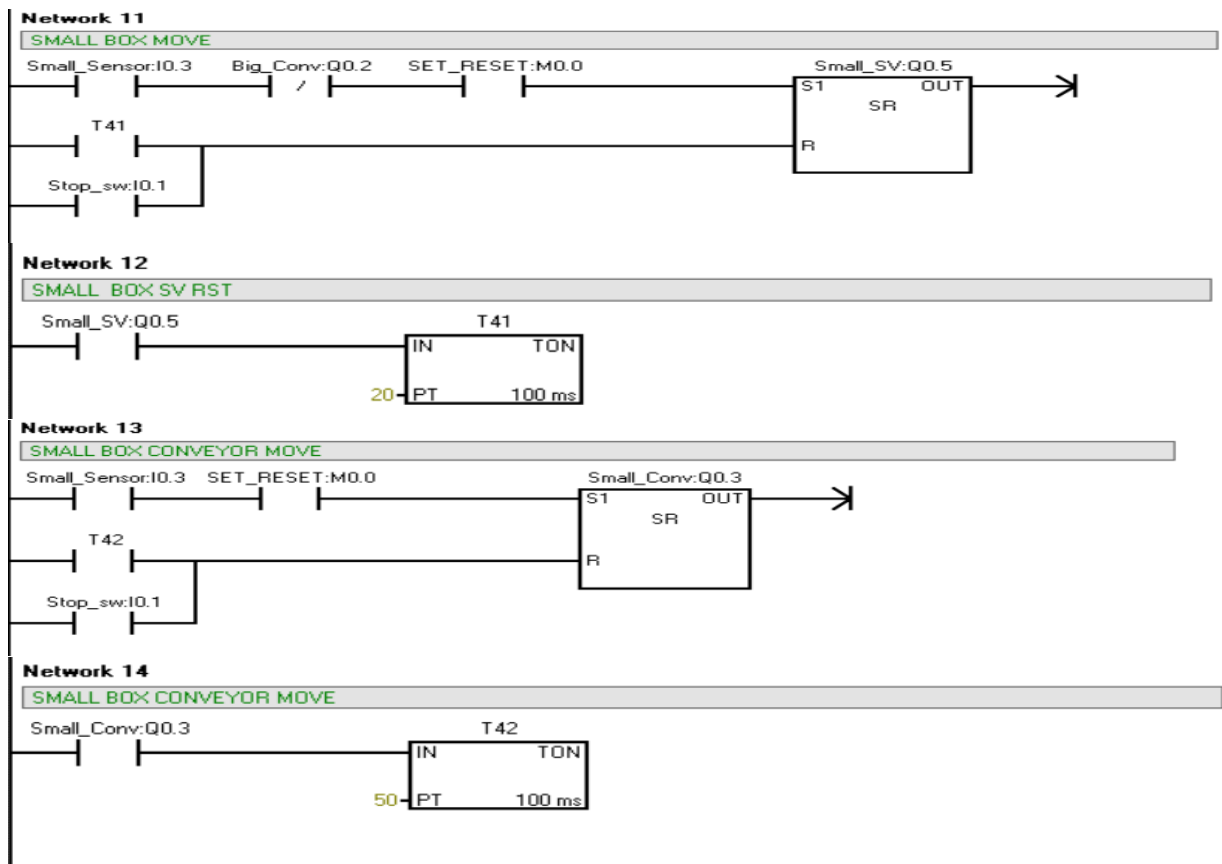 Network 11
SMALL BOX MOVE
Small_Sensor:I0.3 Big_Conv:Q0.2 SET_RESET:M0.0 Small_SV:Q0.5
S1 OUT
SR
T41
R
Stop_sw:I0.1
Network 12
SMALL BOX SV RST
Small_SV:Q0.5 T41
IN TON
20 PT 100 ms
Network 13
SMALL BOX CONVEYOR MOVE
Small_Sensor:I0.3 SET_RESET:M0.0 Small_Conv:Q0.3
S1 OUT
SR
T42
R
Stop_sw:I0.1
Network 14
SMALL BOX CONVEYOR MOVE
Small_Conv:Q0.3 T42
IN TON
50 PT 100 ms